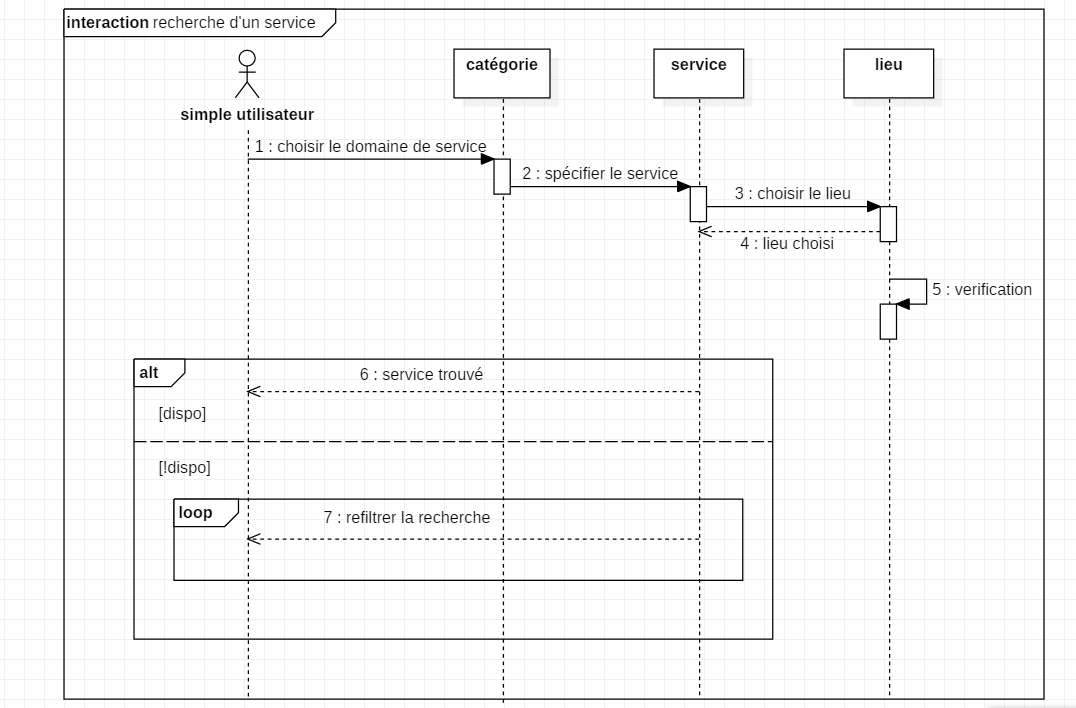 interaction recherche d'un service
simple utilisateur
catégorie
service
lieu
1 : choisir le domaine de service
2 : spécifier le service
3 : choisir le lieu
4 : lieu choisi
5 : verification
alt
6 : service trouvé
[dispo]
[!dispo]
loop
7 : refiltrer la recherche